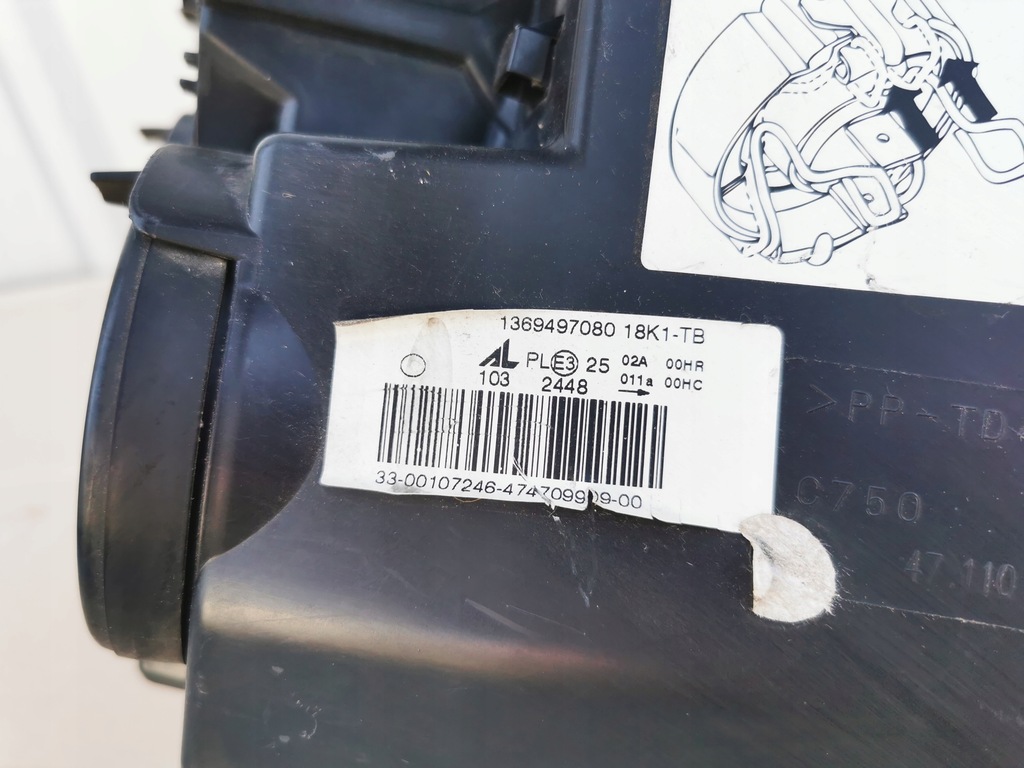 1369497080 18K1-TB
AL PL E3 25 02A 00HR
103 2448 011a → 00HC
33-00107246-474709909-00
>PP-TD
C750
47.110